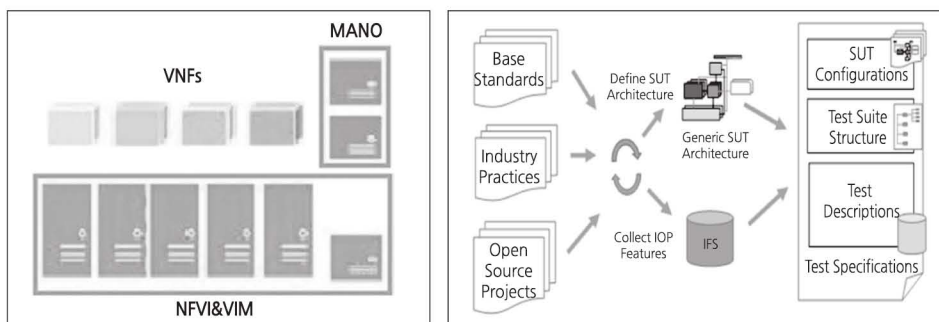 MANO
VNFs
NFVI&VIM
Base
Standards
Industry
Practices
Open
Source
Projects
Define SUT
Architecture
Collect IOP
Features
Generic SUT
Architecture
IFS
SUT
Configurations
Test Suite
Structure
Test
Descriptions
Test Specifications